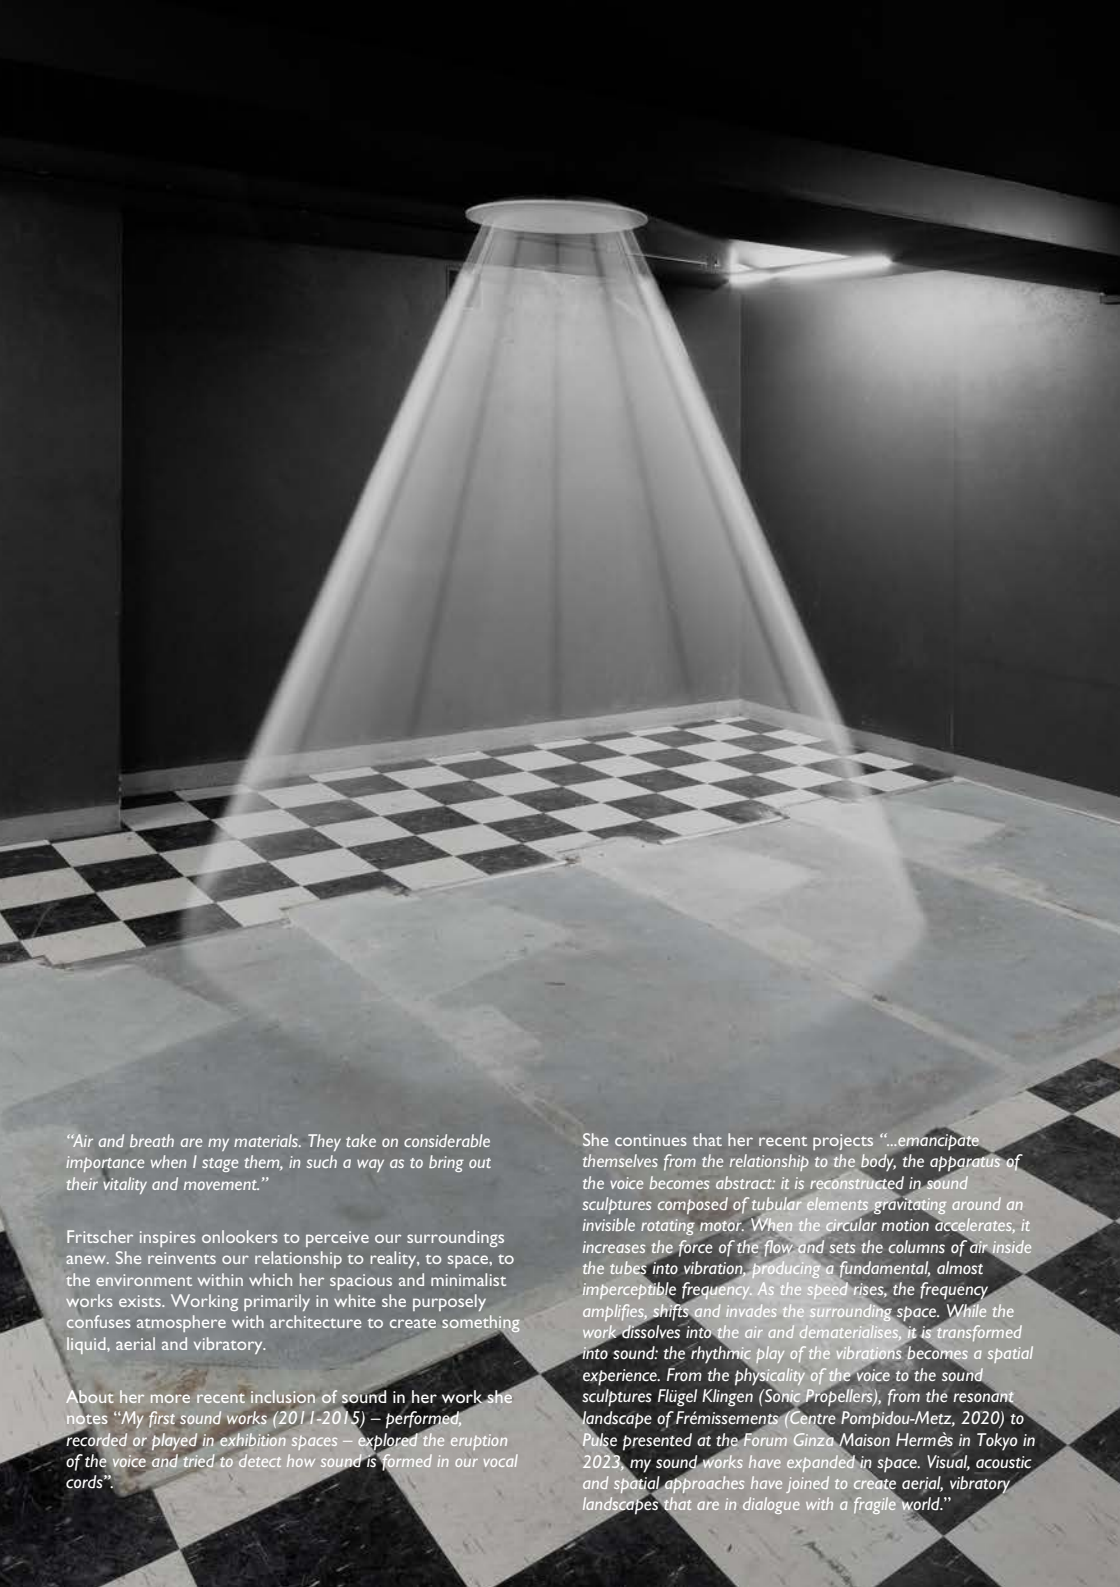 “Air and breath are my materials. They take on considerable
importance when I stage them, in such a way as to bring out
their vitality and movement.”
Fritscher inspires onlookers to perceive our surroundings
anew. She reinvents our relationship to reality, to space, to
the environment within which her spacious and minimalist
works exists. Working primarily in white she purposely
confuses atmosphere with architecture to create something
liquid, aerial and vibratory.
About her more recent inclusion of sound in her work she
notes “My first sound works (2011-2015) – performed,
recorded or played in exhibition spaces – explored the eruption
of the voice and tried to detect how sound is formed in our vocal
cords”.
She continues that her recent projects “...emancipate
themselves from the relationship to the body, the apparatus of
the voice becomes abstract: it is reconstructed in sound
sculptures composed of tubular elements gravitating around an
invisible rotating motor. When the circular motion accelerates, it
increases the force of the flow and sets the columns of air inside
the tubes into vibration, producing a fundamental, almost
imperceptible frequency. As the speed rises, the frequency
amplifies, shifts and invades the surrounding space. While the
work dissolves into the air and dematerialises, it is transformed
into sound: the rhythmic play of the vibrations becomes a spatial
experience. From the physicality of the voice to the sound
sculptures Flügel Klingen (Sonic Propellers), from the resonant
landscape of Frémissements (Centre Pompidou-Metz, 2020) to
Pulse presented at the Forum Ginza Maison Hermès in Tokyo in
2023, my sound works have expanded in space. Visual, acoustic
and spatial approaches have joined to create aerial, vibratory
landscapes that are in dialogue with a fragile world.”